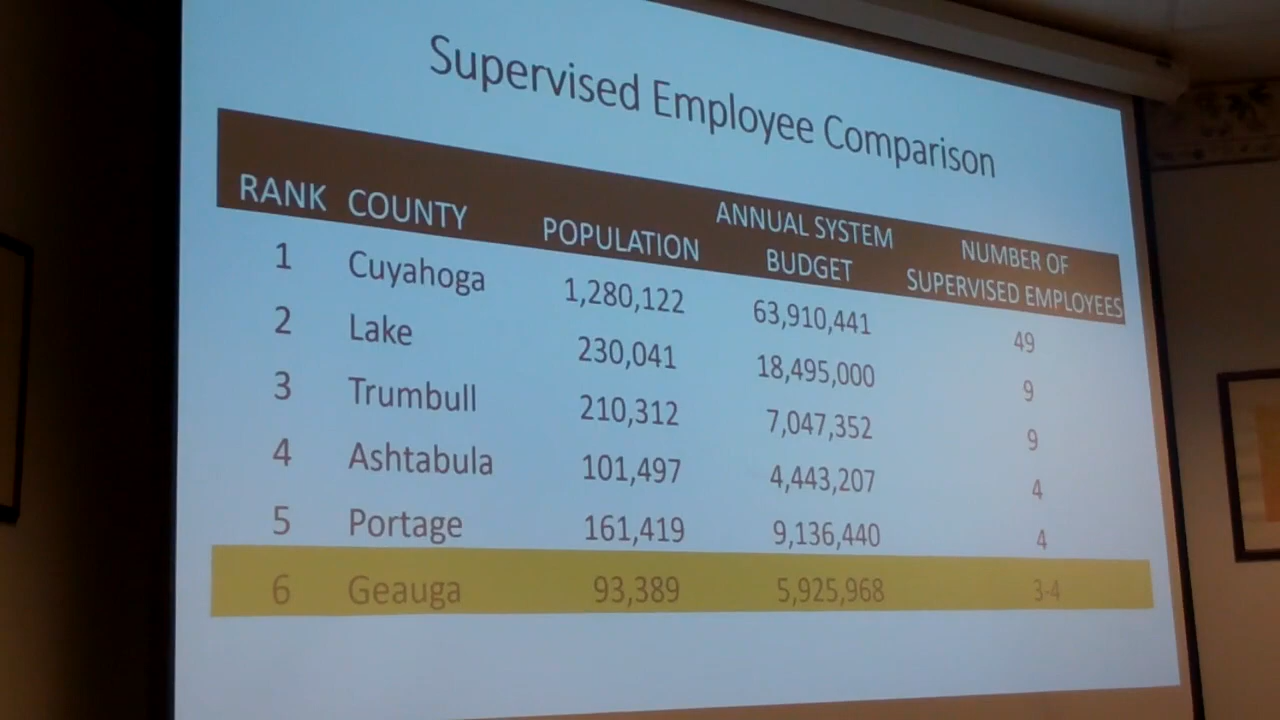 Supervised Employee Comparison
RANK COUNTY POPULATION ANNUAL SYSTEM BUDGET NUMBER OF SUPERVISED EMPLOYEES
1 Cuyahoga 1,280,122 63,910,441 49
2 Lake 230,041 18,495,000 9
3 Trumbull 210,312 7,047,352 9
4 Ashtabula 101,497 4,443,207 4
5 Portage 161,419 9,136,440 4
6 Geauga 93,389 5,925,968 3-4